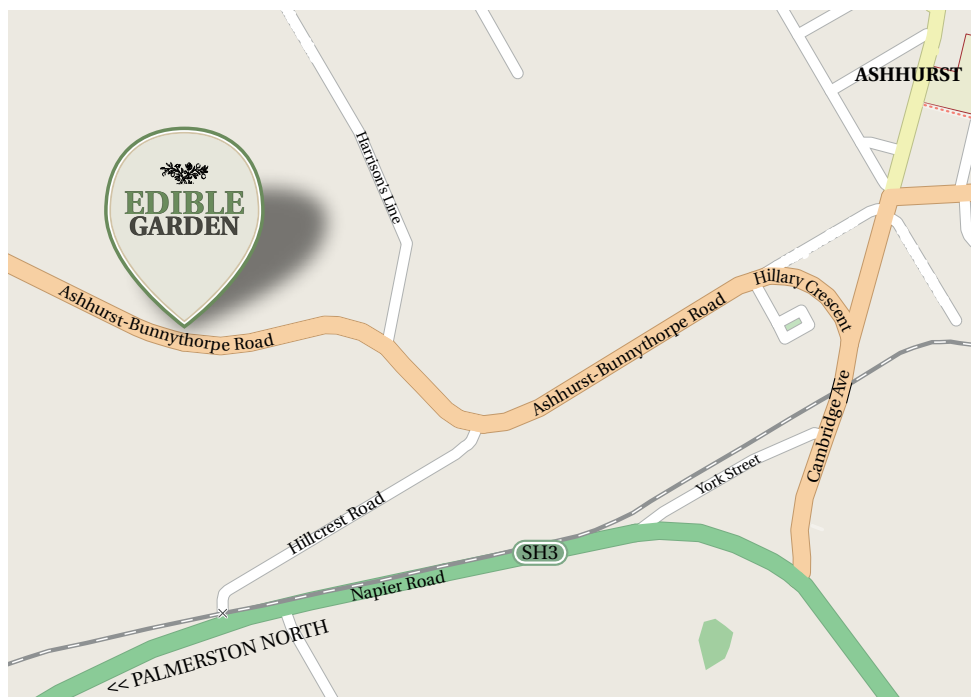 ASHHURST
Harrison's Line
EDIBLE
GARDEN
Hillary Crescent
Ashhurst-Bunnythorpe Road
Ashhurst-Bunnythorpe Road
Cambridge Ave
York Street
Hillcrest Road
SH3
Napier Road
<< PALMERSTON NORTH